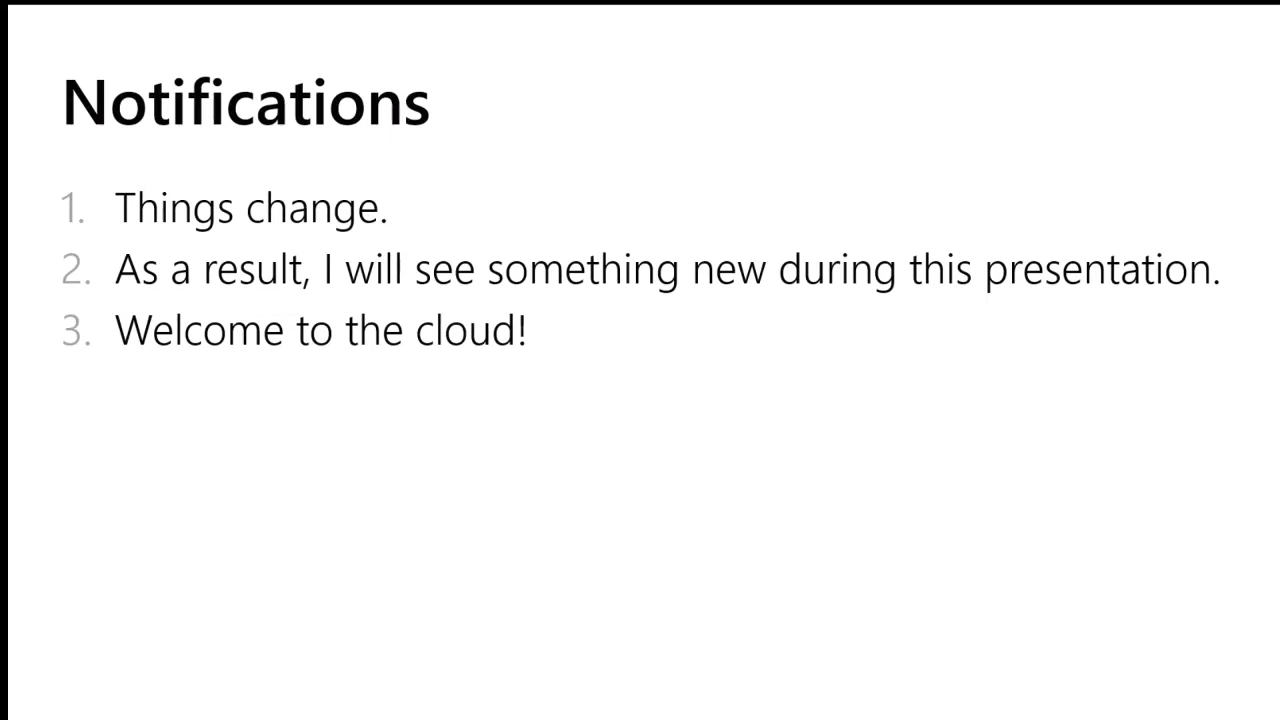 Notifications
1. Things change.
2. As a result, I will see something new during this presentation.
3. Welcome to the cloud!